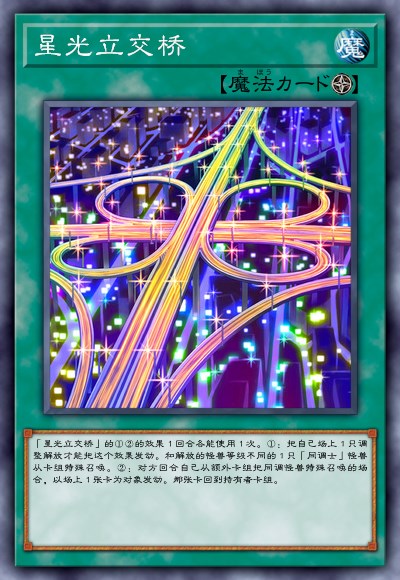 星光立交桥
魔
【魔法カード】
まほう
「星光立交桥」的①②的效果1回合各能使用1次。①：把自己场上1只调
整解放才能把这个效果发动。和解放的怪兽等级不同的1只「同调士」怪兽
从卡组特殊召唤。②：对方回合自己从额外卡组把同调怪兽特殊召唤的场
合，以场上1张卡为对象发动。那张卡回到持有者卡组。